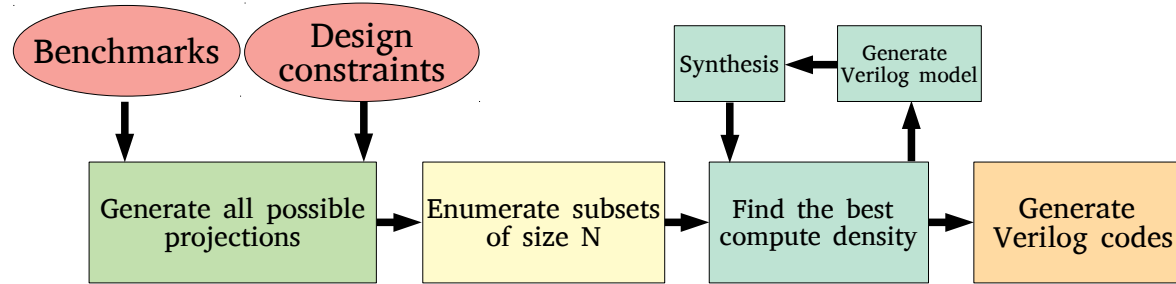 Benchmarks
Design
constraints
Synthesis
Generate
Verilog model
Generate all possible
projections
Enumerate subsets
of size N
Find the best
compute density
Generate
Verilog codes